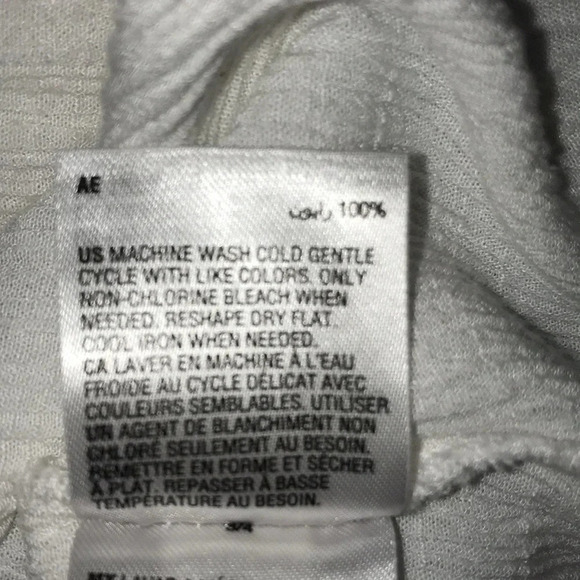 AE
100%
US MACHINE WASH COLD GENTLE
CYCLE WITH LIKE COLORS. ONLY
NON-CHLORINE BLEACH WHEN
NEEDED. RESHAPE DRY FLAT.
COOL IRON WHEN NEEDED.
CA LAVER EN MACHINE À L'EAU
FROIDE AU CYCLE DÉLICAT AVEC
COULEURS SEMBLABLES. UTILISER
UN AGENT DE BLANCHIMENT NON
CHLORÉ SEULEMENT AU BESOIN.
REMETTRE EN FORME ET SÉCHER
À PLAT. REPASSER À BASSE
TEMPÉRATURE AU BESOIN.
3/4